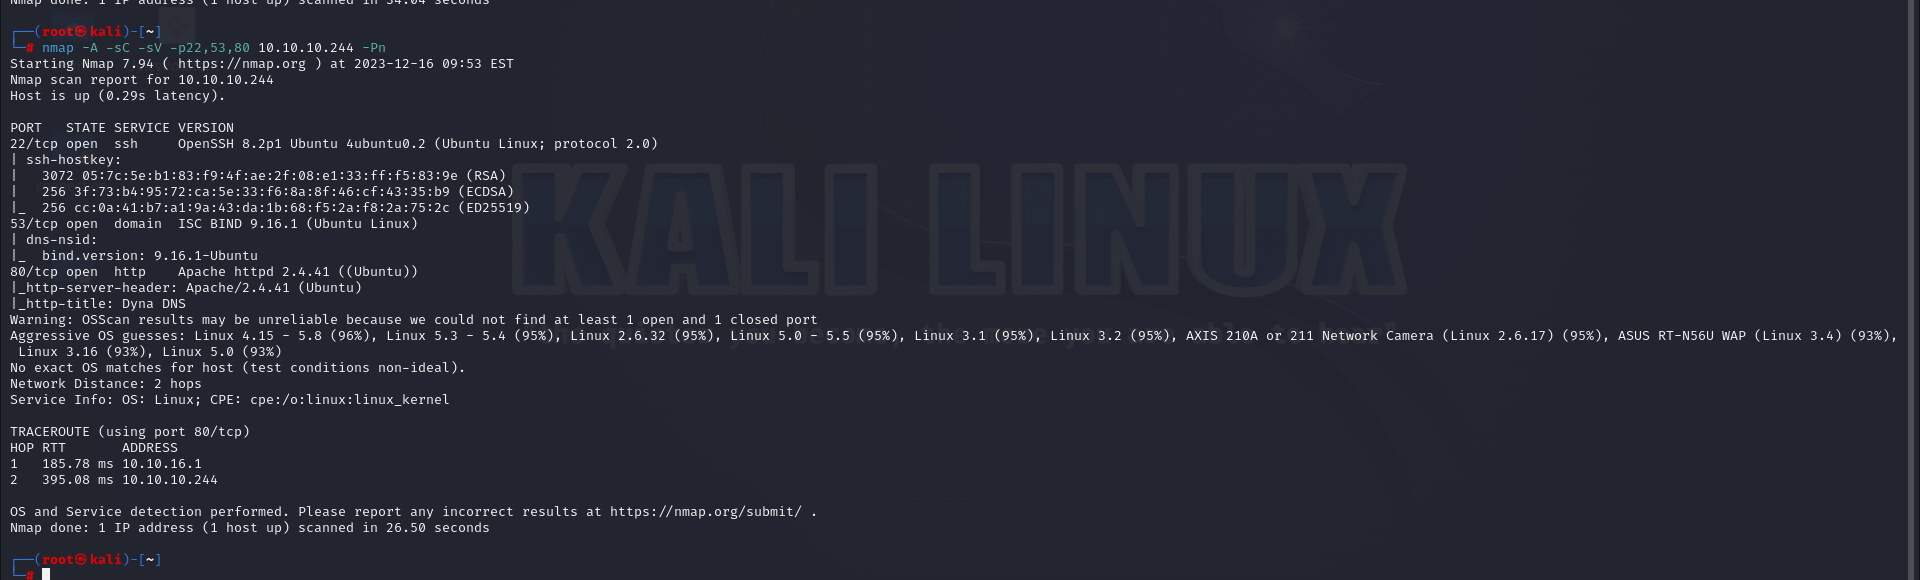 Nmap done: 1 IP address (1 host up) scanned in 34.04 seconds
┌──(root㉿kali)-[~]
└─# nmap -A -sC -sV -p22,53,80 10.10.10.244 -Pn
Starting Nmap 7.94 ( https://nmap.org ) at 2023-12-16 09:53 EST
Nmap scan report for 10.10.10.244
Host is up (0.29s latency).
PORT   STATE SERVICE VERSION
22/tcp open  ssh     OpenSSH 8.2p1 Ubuntu 4ubuntu0.2 (Ubuntu Linux; protocol 2.0)
| ssh-hostkey:
|   3072 05:7c:5e:b1:83:f9:4f:ae:2f:08:e1:33:ff:f5:83:9e (RSA)
|   256 3f:73:b4:95:72:ca:5e:33:f6:8a:8f:46:cf:43:35:b9 (ECDSA)
|_  256 cc:0a:41:b7:a1:9a:43:da:1b:68:f5:2a:f8:2a:75:2c (ED25519)
53/tcp open  domain  ISC BIND 9.16.1 (Ubuntu Linux)
| dns-nsid:
|_  bind.version: 9.16.1-Ubuntu
80/tcp open  http    Apache httpd 2.4.41 ((Ubuntu))
|_http-server-header: Apache/2.4.41 (Ubuntu)
|_http-title: Dyna DNS
Warning: OSScan results may be unreliable because we could not find at least 1 open and 1 closed port
Aggressive OS guesses: Linux 4.15 - 5.8 (96%), Linux 5.3 - 5.4 (95%), Linux 2.6.32 (95%), Linux 5.0 - 5.5 (95%), Linux 3.1 (95%), Linux 3.2 (95%), AXIS 210A or 211 Network Camera (Linux 2.6.17) (95%), ASUS RT-N56U WAP (Linux 3.4) (93%),
 Linux 3.16 (93%), Linux 5.0 (93%)
No exact OS matches for host (test conditions non-ideal).
Network Distance: 2 hops
Service Info: OS: Linux; CPE: cpe:/o:linux:linux_kernel
TRACEROUTE (using port 80/tcp)
HOP RTT       ADDRESS
1   185.78 ms 10.10.16.1
2   395.08 ms 10.10.10.244
OS and Service detection performed. Please report any incorrect results at https://nmap.org/submit/ .
Nmap done: 1 IP address (1 host up) scanned in 26.50 seconds
┌──(root㉿kali)-[~]
└─#
KALI LINUX